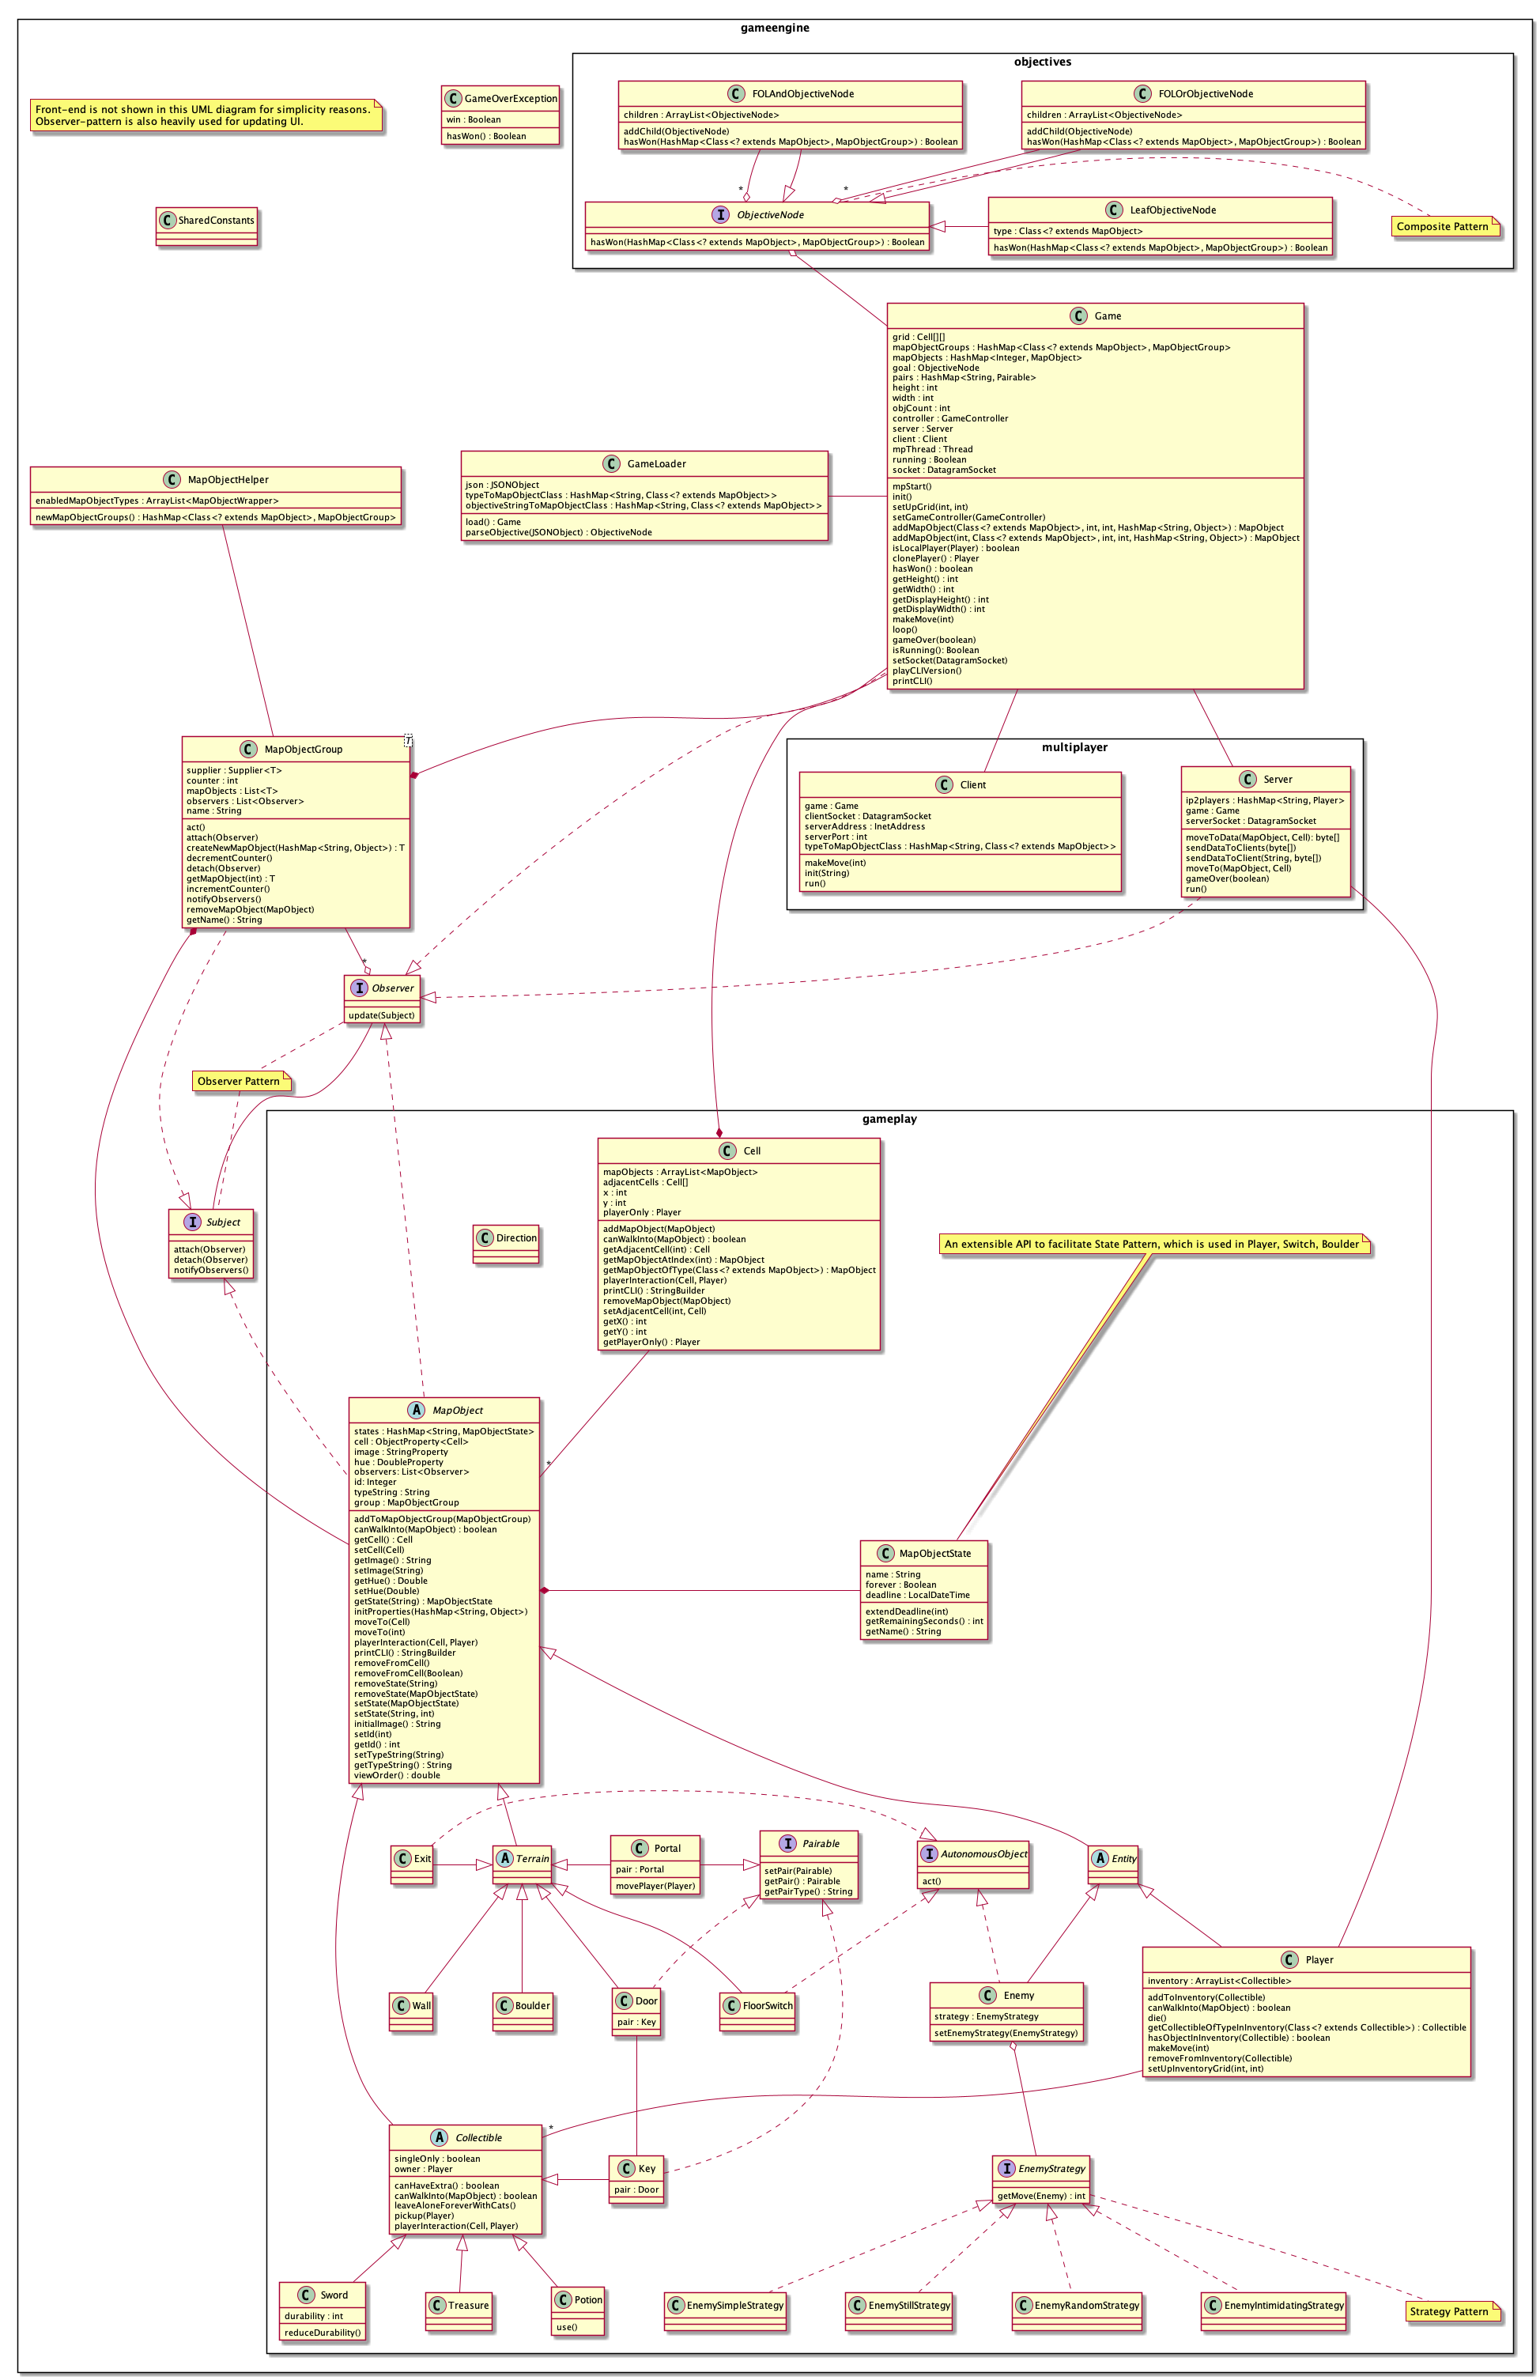 gameengine
objectives
Front-end is not shown in this UML diagram for simplicity reasons.
Observer-pattern is also heavily used for updating UI.
C GameOverException
win : Boolean
hasWon() : Boolean
C FOLAndObjectiveNode
children : ArrayList<ObjectiveNode>
addChild(ObjectiveNode)
hasWon(HashMap<Class<? extends MapObject>, MapObjectGroup>) : Boolean
C FOLOrObjectiveNode
children : ArrayList<ObjectiveNode>
addChild(ObjectiveNode)
hasWon(HashMap<Class<? extends MapObject>, MapObjectGroup>) : Boolean
*
*
C SharedConstants
I ObjectiveNode
hasWon(HashMap<Class<? extends MapObject>, MapObjectGroup>) : Boolean
C LeafObjectiveNode
type : Class<? extends MapObject>
hasWon(HashMap<Class<? extends MapObject>, MapObjectGroup>) : Boolean
Composite Pattern
C Game
grid : Cell[][]
mapObjectGroups : HashMap<Class<? extends MapObject>, MapObjectGroup>
mapObjects : HashMap<Integer, MapObject>
goal : ObjectiveNode
pairs : HashMap<String, Pairable>
height : int
width : int
objCount : int
controller : GameController
server : Server
client : Client
mpThread : Thread
running : Boolean
socket : DatagramSocket
mpStart()
init()
setUpGrid(int, int)
setGameController(GameController)
addMapObject(Class<? extends MapObject>, int, int, HashMap<String, Object>) : MapObject
addMapObject(int, Class<? extends MapObject>, int, int, HashMap<String, Object>) : MapObject
isLocalPlayer(Player) : boolean
clonePlayer() : Player
hasWon() : boolean
getHeight() : int
getWidth() : int
getDisplayHeight() : int
getDisplayWidth() : int
makeMove(int)
loop()
gameOver(boolean)
isRunning(): Boolean
setSocket(DatagramSocket)
playCLIVersion()
printCLI()
C MapObjectHelper
enabledMapObjectTypes : ArrayList<MapObjectWrapper>
newMapObjectGroups() : HashMap<Class<? extends MapObject>, MapObjectGroup>
C GameLoader
json : JSONObject
typeToMapObjectClass : HashMap<String, Class<? extends MapObject>>
objectiveStringToMapObjectClass : HashMap<String, Class<? extends MapObject>>
load() : Game
parseObjective(JSONObject) : ObjectiveNode
C MapObjectGroup
T
supplier : Supplier<T>
counter : int
mapObjects : List<T>
observers : List<Observer>
name : String
act()
attach(Observer)
createNewMapObject(HashMap<String, Object>) : T
decrementCounter()
detach(Observer)
getMapObject(int) : T
incrementCounter()
notifyObservers()
removeMapObject(MapObject)
getName() : String
multiplayer
C Client
game : Game
clientSocket : DatagramSocket
serverAddress : InetAddress
serverPort : int
typeToMapObjectClass : HashMap<String, Class<? extends MapObject>>
makeMove(int)
init(String)
run()
C Server
ip2players : HashMap<String, Player>
game : Game
serverSocket : DatagramSocket
moveToData(MapObject, Cell): byte[]
sendDataToClients(byte[])
sendDataToClient(String, byte[])
moveTo(MapObject, Cell)
gameOver(boolean)
run()
*
I Observer
update(Subject)
Observer Pattern
gameplay
I Subject
attach(Observer)
detach(Observer)
notifyObservers()
C Cell
mapObjects : ArrayList<MapObject>
adjacentCells : Cell[]
x : int
y : int
playerOnly : Player
addMapObject(MapObject)
canWalkInto(MapObject) : boolean
getAdjacentCell(int) : Cell
getMapObjectAtIndex(int) : MapObject
getMapObjectOfType(Class<? extends MapObject>) : MapObject
playerInteraction(Cell, Player)
printCLI() : StringBuilder
removeMapObject(MapObject)
setAdjacentCell(int, Cell)
getX() : int
getY() : int
getPlayerOnly() : Player
C Direction
An extensible API to facilitate State Pattern, which is used in Player, Switch, Boulder
A MapObject
states : HashMap<String, MapObjectState>
cell : ObjectProperty<Cell>
image : StringProperty
hue : DoubleProperty
observers: List<Observer>
id: Integer
typeString : String
group : MapObjectGroup
addToMapObjectGroup(MapObjectGroup)
canWalkInto(MapObject) : boolean
getCell() : Cell
setCell(Cell)
getImage() : String
setImage(String)
getHue() : Double
setHue(Double)
getState(String) : MapObjectState
initProperties(HashMap<String, Object>)
moveTo(Cell)
moveTo(int)
playerInteraction(Cell, Player)
printCLI() : StringBuilder
removeFromCell()
removeFromCell(Boolean)
removeState(String)
removeState(MapObjectState)
setState(MapObjectState)
setState(String, int)
initialImage() : String
setId(int)
getId() : int
setTypeString(String)
getTypeString() : String
viewOrder() : double
*
C MapObjectState
name : String
forever : Boolean
deadline : LocalDateTime
extendDeadline(int)
getRemainingSeconds() : int
getName() : String
C Exit
A Terrain
C Portal
pair : Portal
movePlayer(Player)
I Pairable
setPair(Pairable)
getPair() : Pairable
getPairType() : String
I AutonomousObject
act()
A Entity
C Wall
C Boulder
C Door
pair : Key
C FloorSwitch
C Enemy
strategy : EnemyStrategy
setEnemyStrategy(EnemyStrategy)
C Player
inventory : ArrayList<Collectible>
addToInventory(Collectible)
canWalkInto(MapObject) : boolean
die()
getCollectibleOfTypeInInventory(Class<? extends Collectible>) : Collectible
hasObjectInInventory(Collectible) : boolean
makeMove(int)
removeFromInventory(Collectible)
setUpInventoryGrid(int, int)
A Collectible
singleOnly : boolean
owner : Player
canHaveExtra() : boolean
canWalkInto(MapObject) : boolean
leaveAloneForeverWithCats()
pickup(Player)
playerInteraction(Cell, Player)
*
C Key
pair : Door
I EnemyStrategy
getMove(Enemy) : int
C Sword
durability : int
reduceDurability()
C Treasure
C Potion
use()
C EnemySimpleStrategy
C EnemyStillStrategy
C EnemyRandomStrategy
C EnemyIntimidatingStrategy
Strategy Pattern